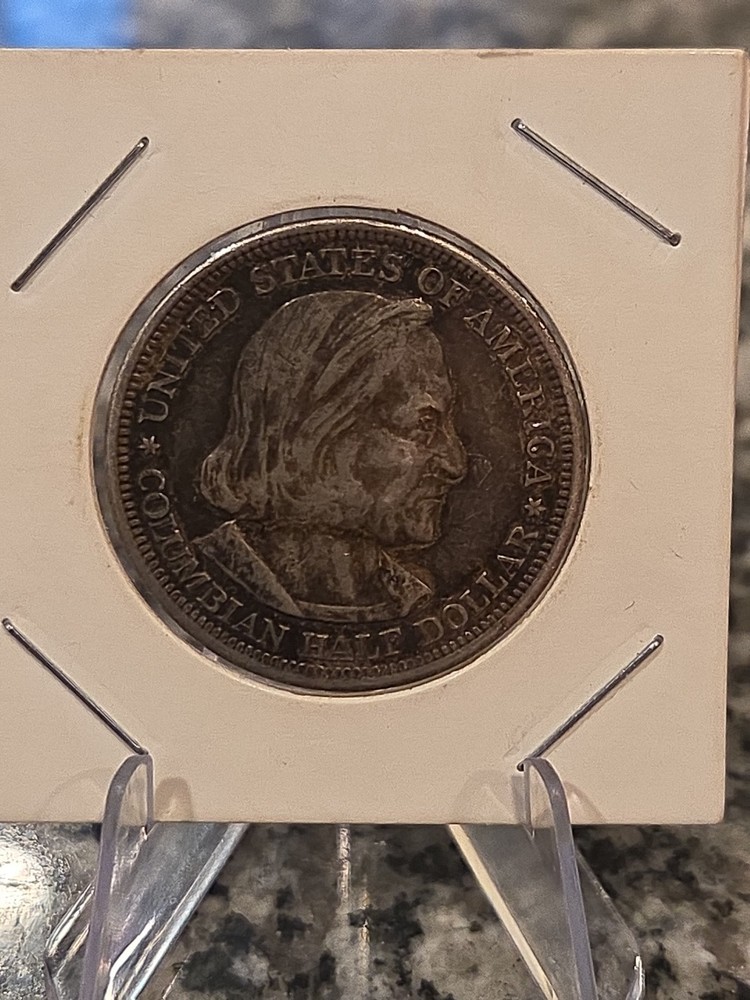 UNITED STATES OF AMERICA
* COLUMBIAN HALF DOLLAR *